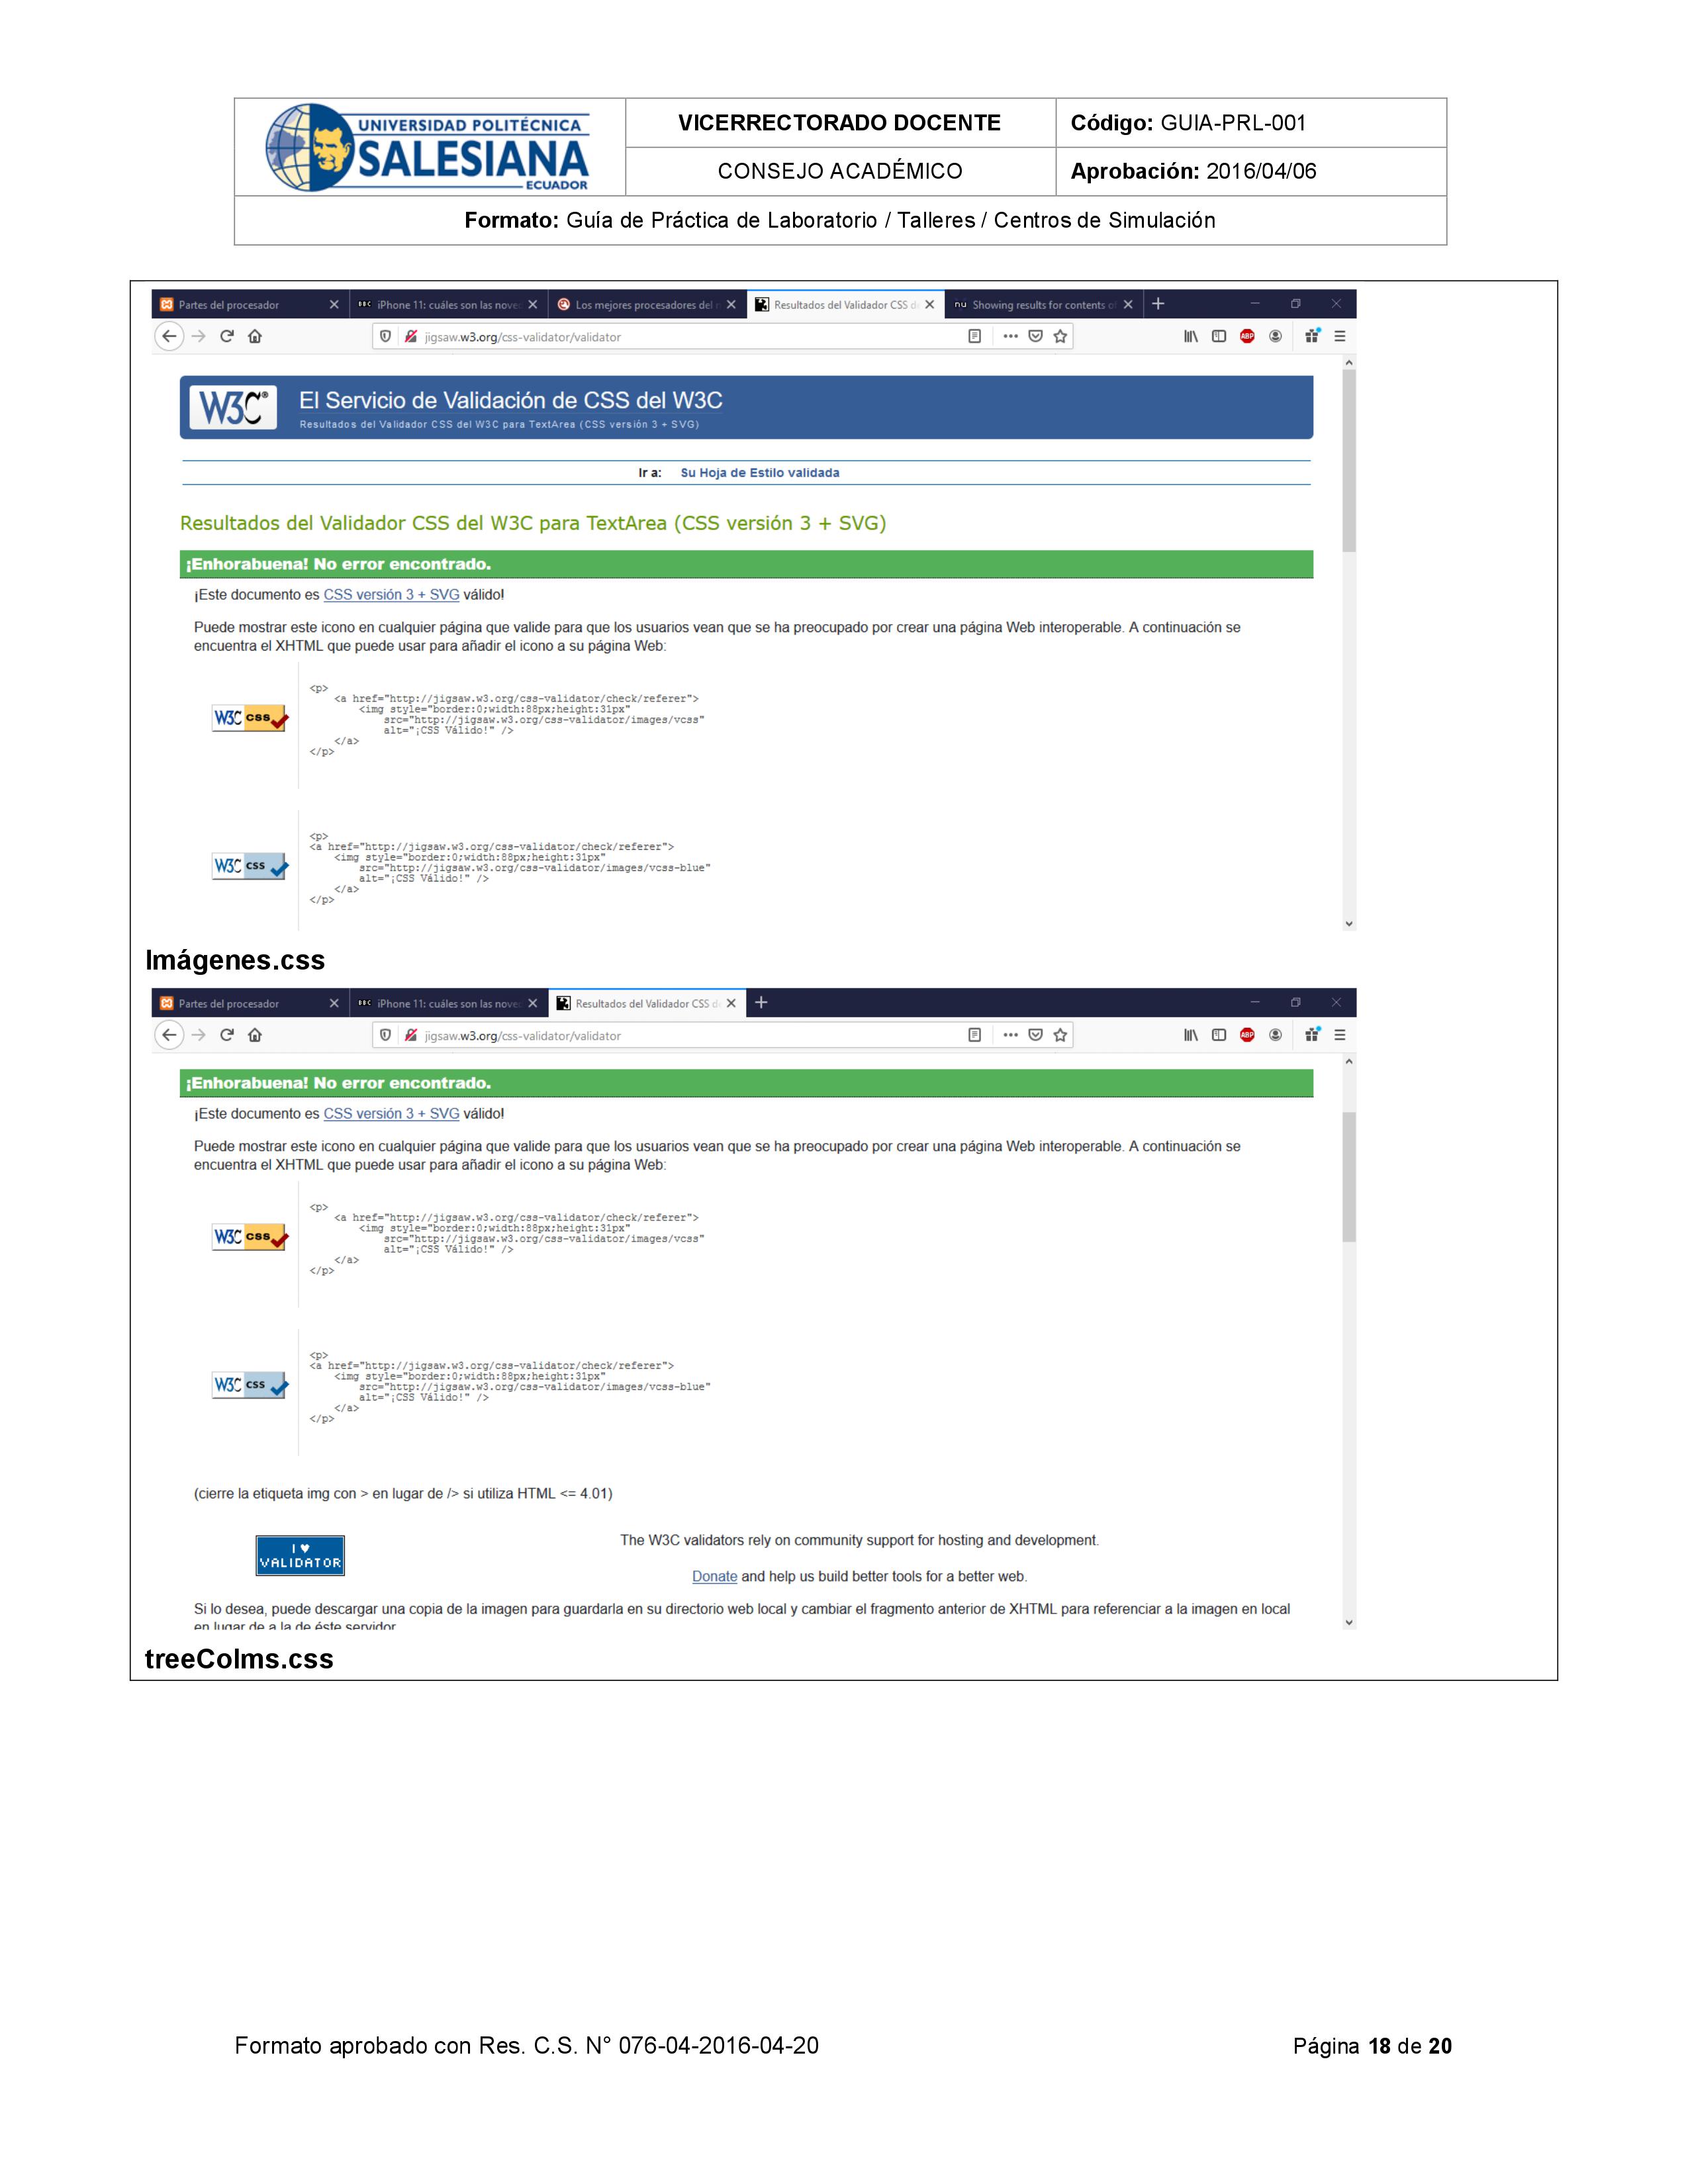 UNIVERSIDAD POLITÉCNICA
SALESIANA
ECUADOR
VICERRECTORADO DOCENTE
Código: GUIA-PRL-001
CONSEJO ACADÉMICO
Aprobación: 2016/04/06
Formato: Guía de Práctica de Laboratorio / Talleres / Centros de Simulación
Partes del procesador
BBC iPhone 11: cuáles son las nove
Los mejores procesadores del
Resultados del Validador CSS d
nu Showing results for contents of
jigsaw.w3.org/css-validator/validator
ABP
W3C®
El Servicio de Validación de CSS del W3C
Resultados del Validador CSS del W3C para TextArea (CSS versión 3 + SVG)
Ir a: Su Hoja de Estilo validada
Resultados del Validador CSS del W3C para TextArea (CSS versión 3 + SVG)
¡Enhorabuena! No error encontrado.
¡Este documento es CSS versión 3 + SVG válido!
Puede mostrar este icono en cualquier página que valide para que los usuarios vean que se ha preocupado por crear una página Web interoperable. A continuación se
encuentra el XHTML que puede usar para añadir el icono a su página Web:
W3C css
<p>
<a href="http://jigsaw.w3.org/css-validator/check/referer">
<img style="border:0;width:88px;height:31px"
src="http://jigsaw.w3.org/css-validator/images/vcss"
alt="¡CSS Válido!" />
</a>
</p>
W3C css
<p>
<a href="http://jigsaw.w3.org/css-validator/check/referer">
<img style="border:0;width:88px;height:31px"
src="http://jigsaw.w3.org/css-validator/images/vcss-blue"
alt="¡CSS Válido!" />
</a>
</p>
Imágenes.css
Partes del procesador
BBC iPhone 11: cuáles son las nove
Resultados del Validador CSS d
jigsaw.w3.org/css-validator/validator
ABP
¡Enhorabuena! No error encontrado.
¡Este documento es CSS versión 3 + SVG válido!
Puede mostrar este icono en cualquier página que valide para que los usuarios vean que se ha preocupado por crear una página Web interoperable. A continuación se
encuentra el XHTML que puede usar para añadir el icono a su página Web:
W3C css
<p>
<a href="http://jigsaw.w3.org/css-validator/check/referer">
<img style="border:0;width:88px;height:31px"
src="http://jigsaw.w3.org/css-validator/images/vcss"
alt="¡CSS Válido!" />
</a>
</p>
W3C css
<p>
<a href="http://jigsaw.w3.org/css-validator/check/referer">
<img style="border:0;width:88px;height:31px"
src="http://jigsaw.w3.org/css-validator/images/vcss-blue"
alt="¡CSS Válido!" />
</a>
</p>
(cierre la etiqueta img con > en lugar de /> si utiliza HTML <= 4.01)
I ♥
VALIDATOR
The W3C validators rely on community support for hosting and development.
Donate and help us build better tools for a better web.
Si lo desea, puede descargar una copia de la imagen para guardarla en su directorio web local y cambiar el fragmento anterior de XHTML para referenciar a la imagen en local
en lugar de a la de éste servidor
treeColms.css
Formato aprobado con Res. C.S. N° 076-04-2016-04-20
Página 18 de 20